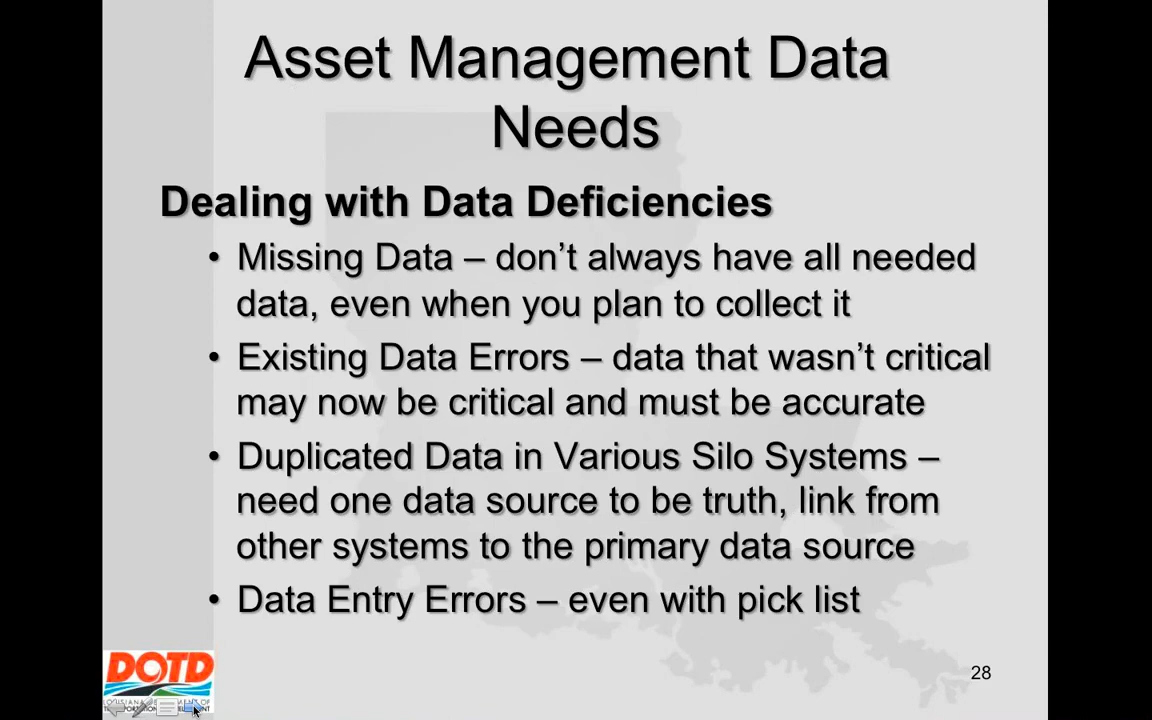 Asset Management Data
Needs
Dealing with Data Deficiencies
• Missing Data – don’t always have all needed
data, even when you plan to collect it
• Existing Data Errors – data that wasn’t critical
may now be critical and must be accurate
• Duplicated Data in Various Silo Systems –
need one data source to be truth, link from
other systems to the primary data source
• Data Entry Errors – even with pick list
DOTD
28